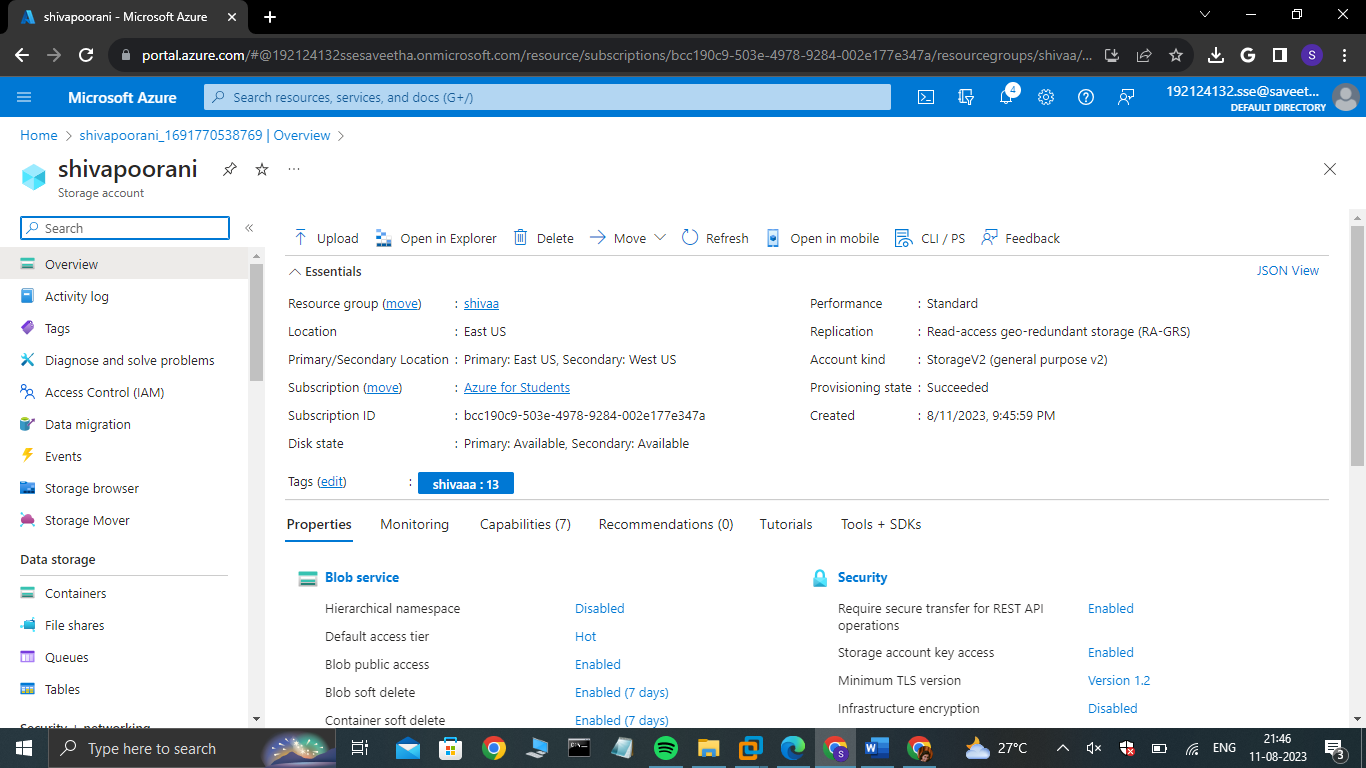 shivapoorani - Microsoft Azure
portal.azure.com/#@192124132ssesaveetha.onmicrosoft.com/resource/subscriptions/bcc190c9-503e-4978-9284-002e177e347a/resourcegroups/shivaa/...
S
Microsoft Azure
Search resources, services, and docs (G+/)
4
192124132.sse@saveet...
DEFAULT DIRECTORY
Home > shivapoorani_1691770538769 | Overview >
shivapoorani
Storage account
Search
«
Overview
Activity log
Tags
Diagnose and solve problems
Access Control (IAM)
Data migration
Events
Storage browser
Storage Mover
Data storage
Containers
File shares
Queues
Tables
Security + networking
Upload Open in Explorer Delete Move Refresh Open in mobile CLI / PS Feedback
Essentials
JSON View
Resource group (move) : shivaa
Location : East US
Primary/Secondary Location : Primary: East US, Secondary: West US
Subscription (move) : Azure for Students
Subscription ID : bcc190c9-503e-4978-9284-002e177e347a
Disk state : Primary: Available, Secondary: Available
Performance : Standard
Replication : Read-access geo-redundant storage (RA-GRS)
Account kind : StorageV2 (general purpose v2)
Provisioning state : Succeeded
Created : 8/11/2023, 9:45:59 PM
Tags (edit) : shivaaa : 13
Properties Monitoring Capabilities (7) Recommendations (0) Tutorials Tools + SDKs
Blob service
Hierarchical namespace Disabled
Default access tier Hot
Blob public access Enabled
Blob soft delete Enabled (7 days)
Container soft delete Enabled (7 days)
Security
Require secure transfer for REST API operations Enabled
Storage account key access Enabled
Minimum TLS version Version 1.2
Infrastructure encryption Disabled
Type here to search
27°C
ENG
21:46
11-08-2023
3